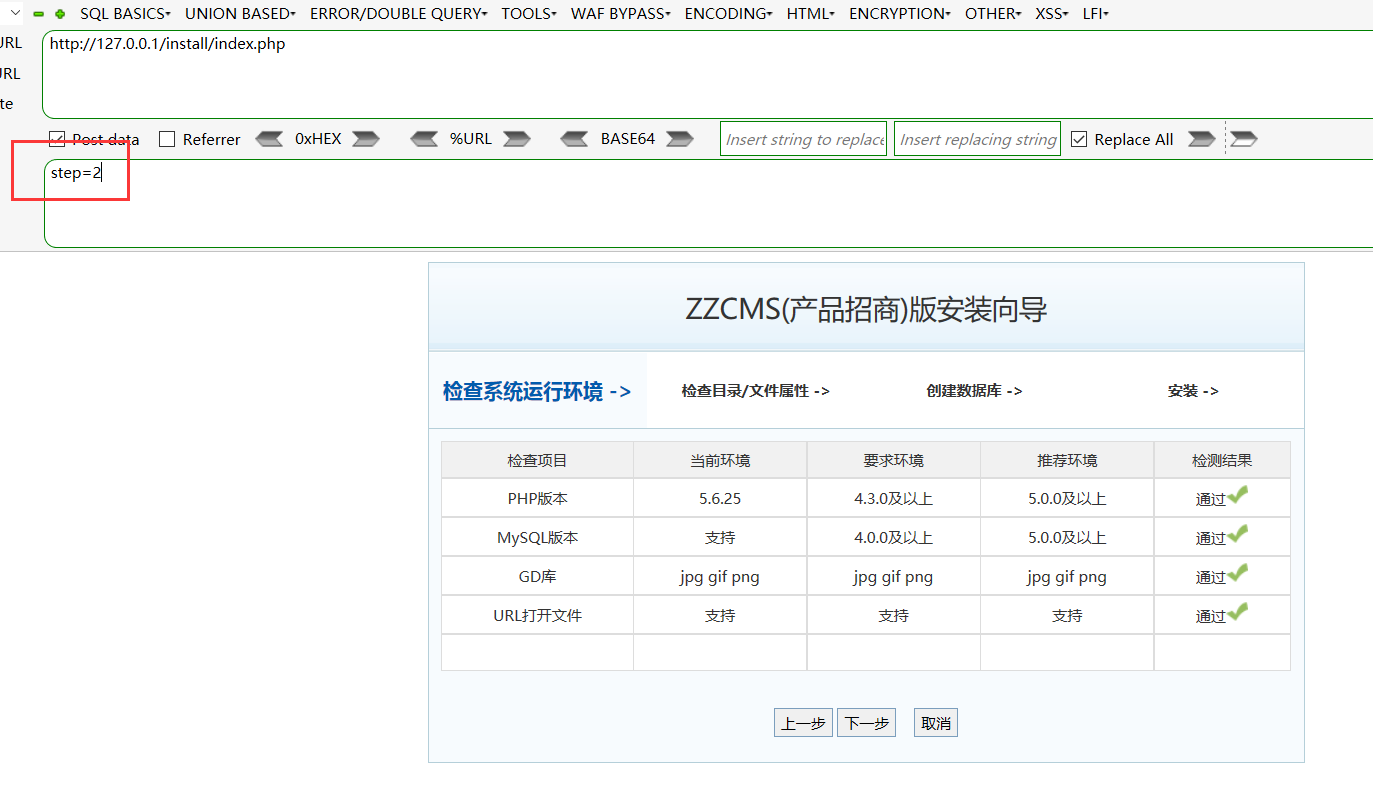 SQL BASICS▾ UNION BASED▾ ERROR/DOUBLE QUERY▾ TOOLS▾ WAF BYPASS▾ ENCODING▾ HTML▾ ENCRYPTION▾ OTHER▾ XSS▾ LFI▾
URL http://127.0.0.1/install/index.php
URL
te
Post data Referrer 0xHEX %URL BASE64 Insert string to replace Insert replacing string Replace All
step=2
ZZCMS(产品招商)版安装向导
检查系统运行环境 -> 检查目录/文件属性 -> 创建数据库 -> 安装 ->
检查项目 当前环境 要求环境 推荐环境 检测结果
PHP版本 5.6.25 4.3.0及以上 5.0.0及以上 通过
MySQL版本 支持 4.0.0及以上 5.0.0及以上 通过
GD库 jpg gif png jpg gif png jpg gif png 通过
URL打开文件 支持 支持 支持 通过
上一步 下一步 取消